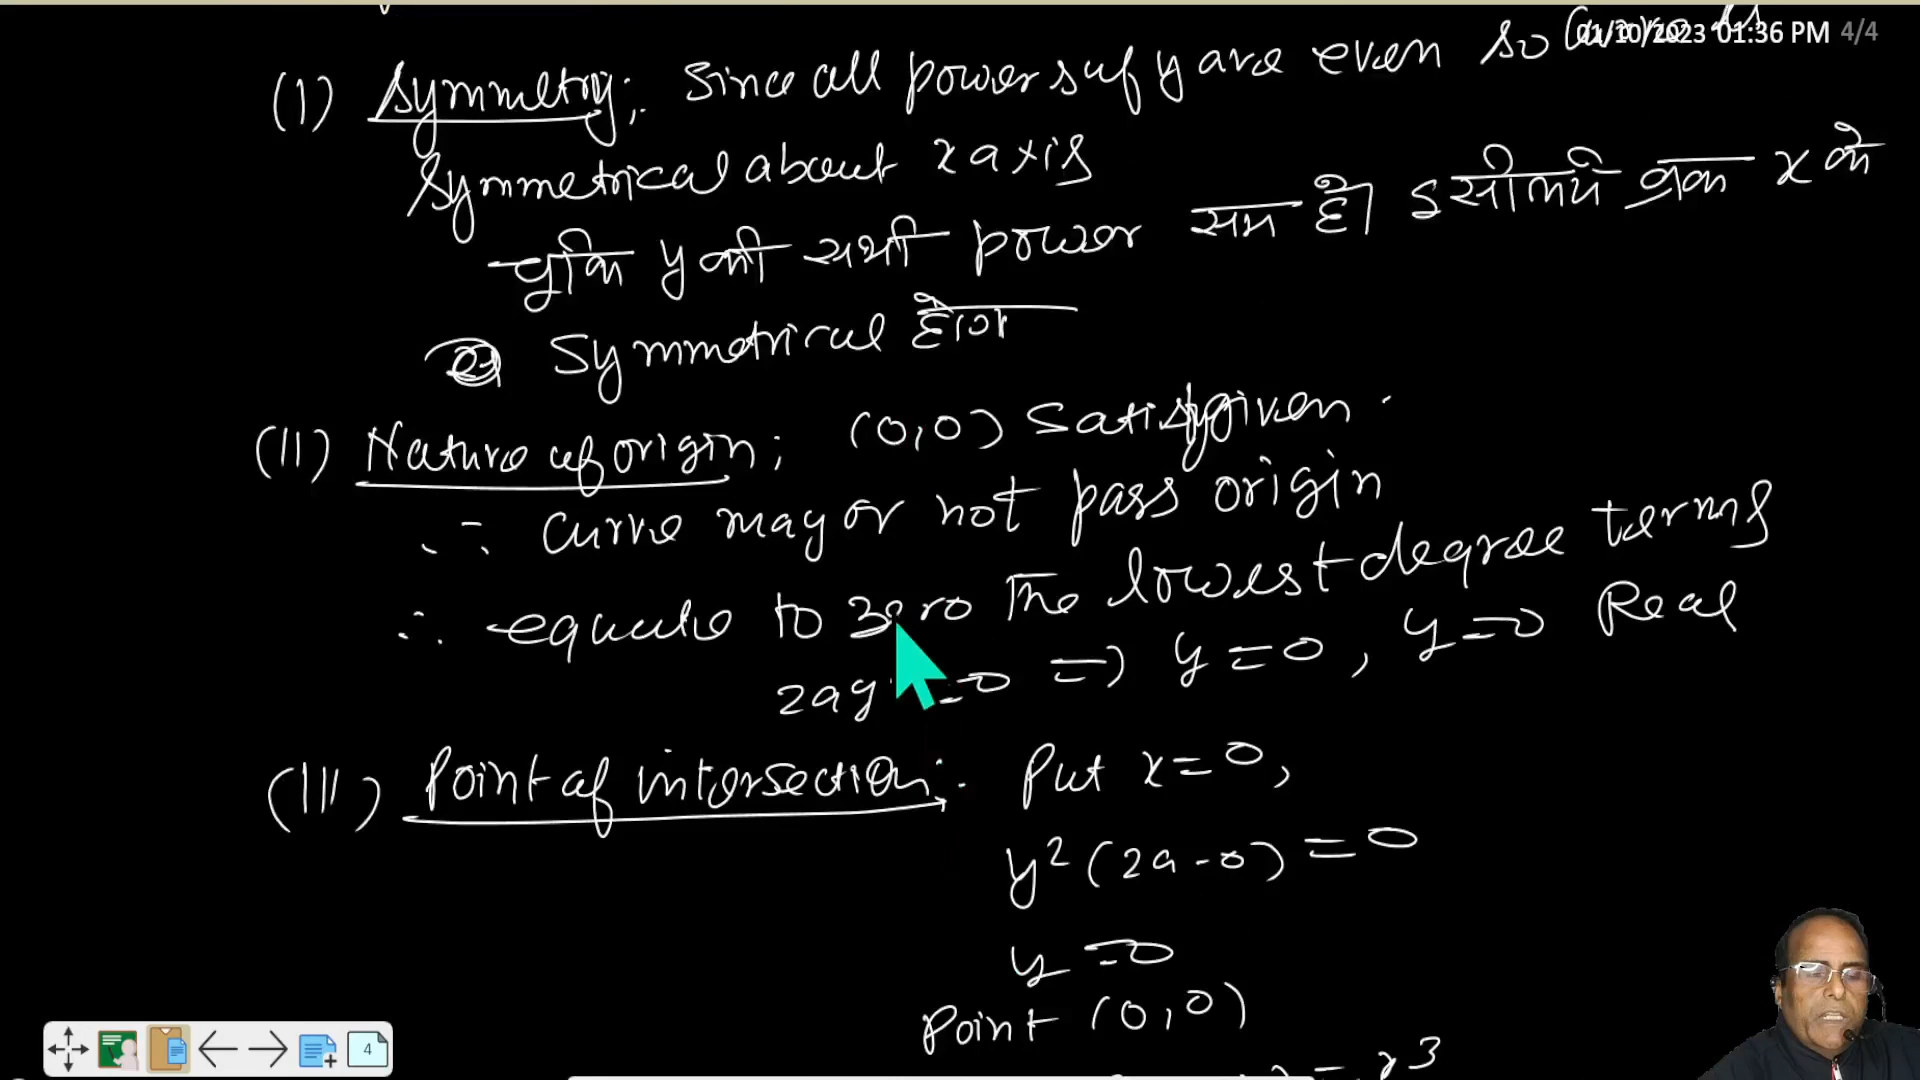 01/10/2023 01:36 PM 4/4
(I) Symmetry; Since all powers of y are even so Curve is
Symmetrical about x axis
चूंकि y की सभी power सम है। इसीलिये वक्र x के
Symmetrical होगा
(II) Nature of origin; (0,0) Satisfy given.
∴ Curve may or not pass origin
∴ equate to zero The lowest degree terms
2ay =0 => y=0, y=0 Real
(III) Point of intersection:- Put x=0,
y²(2a-0)=0
y=0
Point (0,0)
= x³
4